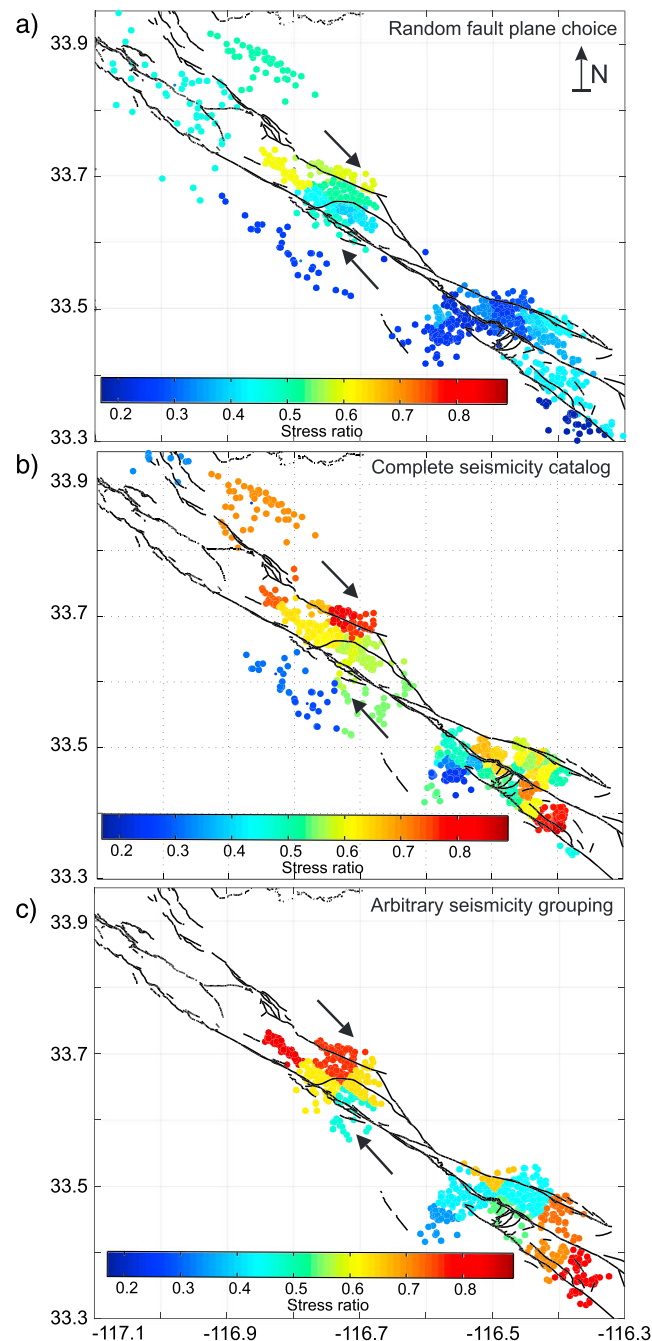 a)
Random fault plane choice
N
33.95
33.7
33.5
0.2 0.3 0.4 0.5 0.6 0.7 0.8
Stress ratio
33.3
b)
Complete seismicity catalog
33.95
33.7
33.5
0.2 0.3 0.4 0.5 0.6 0.7 0.8
Stress ratio
33.3
c)
Arbitrary seismicity grouping
33.95
33.7
33.5
0.2 0.3 0.4 0.5 0.6 0.7 0.8
Stress ratio
33.3
-117.1 -116.9 -116.7 -116.5 -116.3